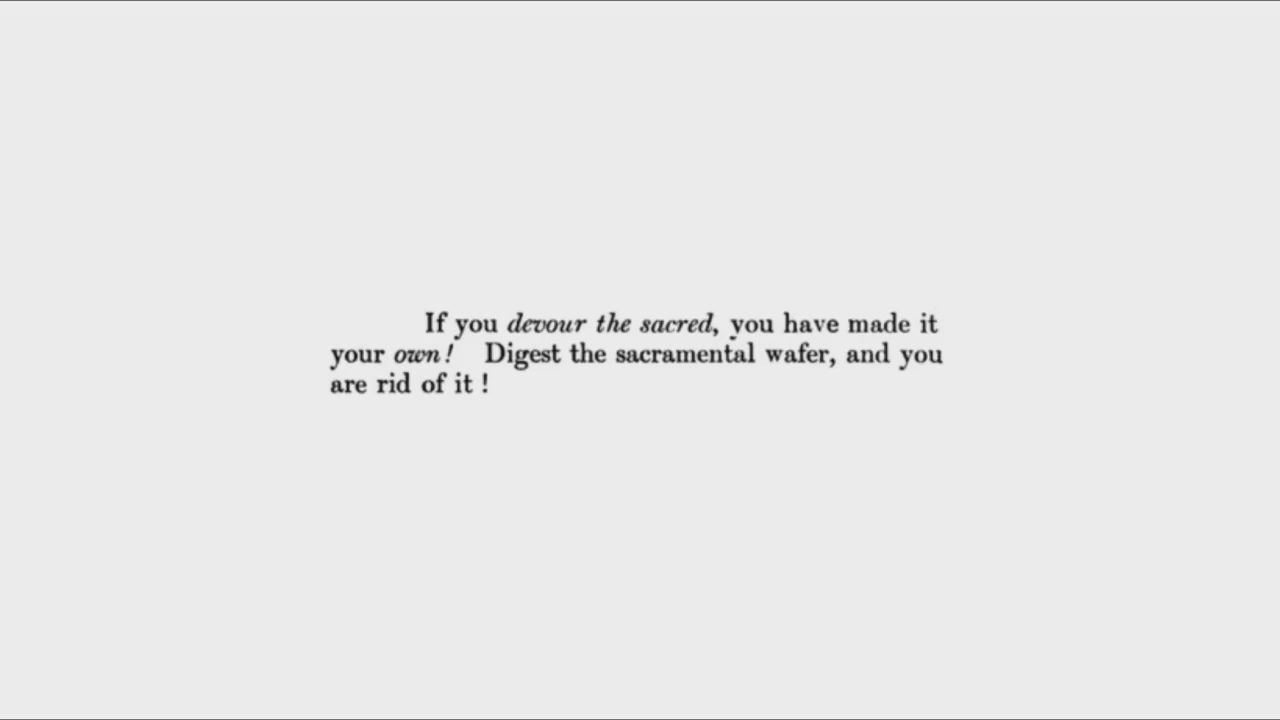 If you devour the sacred, you have made it
your own! Digest the sacramental wafer, and you
are rid of it !